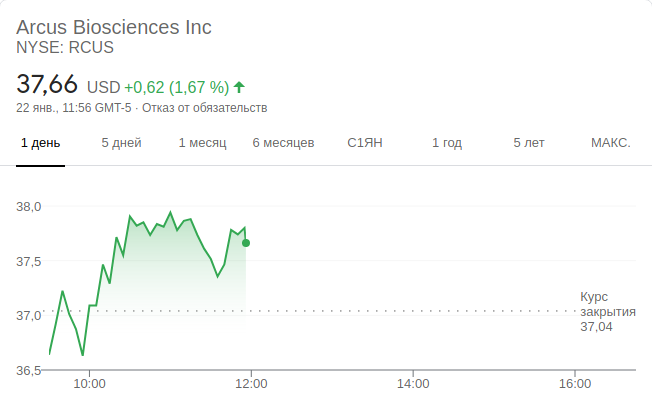 Arcus Biosciences Inc
NYSE: RCUS
37,66 USD +0,62 (1,67 %)
22 янв., 11:56 GMT-5 · Отказ от обязательств
1 день 5 дней 1 месяц 6 месяцев С1ЯН 1 год 5 лет МАКС.
38,0
37,5
37,0
36,5
Курс
закрытия
37,04
10:00 12:00 14:00 16:00